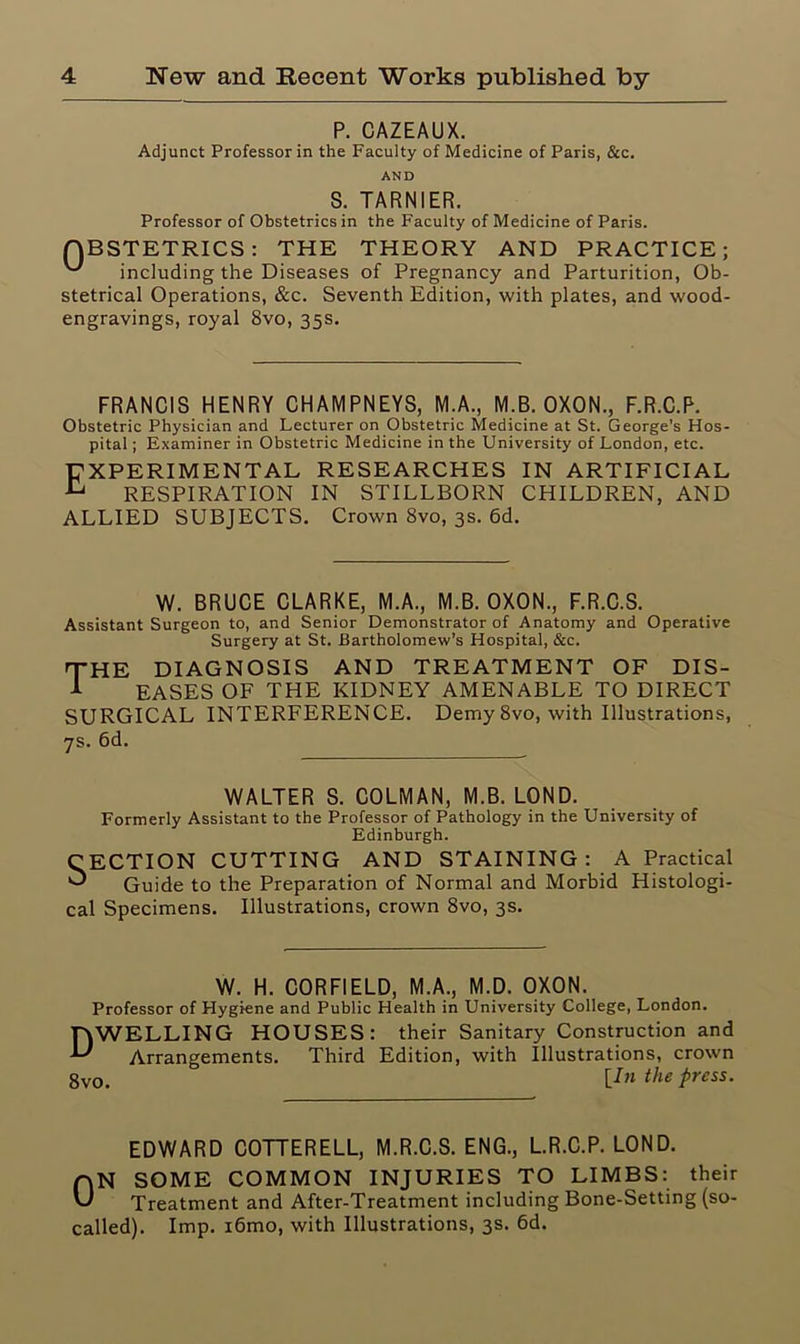 4 New and Recent Works published by
P. CAZEAUX.
Adjunct Professor in the Faculty of Medicine of Paris, &c.
AND
S. TARNIER.
Professor of Obstetrics in the Faculty of Medicine of Paris.
OBSTETRICS: THE THEORY AND PRACTICE;
including the Diseases of Pregnancy and Parturition, Ob-
stetrical Operations, &c. Seventh Edition, with plates, and wood-
engravings, royal 8vo, 35s.
FRANCIS HENRY CHAMPNEYS, M.A., M.B. OXON., F.R.C.P.
Obstetric Physician and Lecturer on Obstetric Medicine at St. George's Hos-
pital; Examiner in Obstetric Medicine in the University of London, etc.
EXPERIMENTAL RESEARCHES IN ARTIFICIAL
RESPIRATION IN STILLBORN CHILDREN, AND
ALLIED SUBJECTS. Crown 8vo, 3s. 6d.
W. BRUCE CLARKE, M.A., M.B. OXON., F.R.C.S.
Assistant Surgeon to, and Senior Demonstrator of Anatomy and Operative
Surgery at St. Bartholomew's Hospital, &c.
THE DIAGNOSIS AND TREATMENT OF DIS-
EASES OF THE KIDNEY AMENABLE TO DIRECT
SURGICAL INTERFERENCE. Demy 8vo, with Illustrations,
7s. 6d.
WALTER S. COLMAN, M.B. LOND.
Formerly Assistant to the Professor of Pathology in the University of
Edinburgh.
SECTION CUTTING AND STAINING: A Practical
Guide to the Preparation of Normal and Morbid Histologi-
cal Specimens. Illustrations, crown 8vo, 3s.
W. H. CORFIELD, M.A., M.D. OXON.
Professor of Hygiene and Public Health in University College, London.
DWELLING HOUSES: their Sanitary Construction and
Arrangements. Third Edition, with Illustrations, crown
8vo. [In the press.
EDWARD COTTERELL, M.R.C.S. ENG., L.R.C.P. LOND.
ON SOME COMMON INJURIES TO LIMBS: their
Treatment and After-Treatment including Bone-Setting (so-
called). Imp. 16mo, with Illustrations, 3s. 6d.